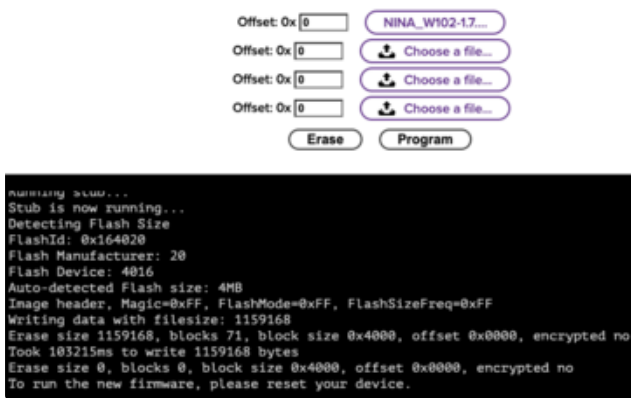 Offset: 0x 0 NINA_W102-1.7....
Offset: 0x 0 Choose a file...
Offset: 0x 0 Choose a file...
Offset: 0x 0 Choose a file...
Erase Program
Running stub...
Stub is now running...
Detecting Flash Size
FlashId: 0x164020
Flash Manufacturer: 20
Flash Device: 4016
Auto-detected Flash size: 4MB
Image header, Magic=0xFF, FlashMode=0xFF, FlashSizeFreq=0xFF
Writing data with filesize: 1159168
Erase size 1159168, blocks 71, block size 0x4000, offset 0x0000, encrypted no
Took 103215ms to write 1159168 bytes
Erase size 0, blocks 0, block size 0x4000, offset 0x0000, encrypted no
To run the new firmware, please reset your device.